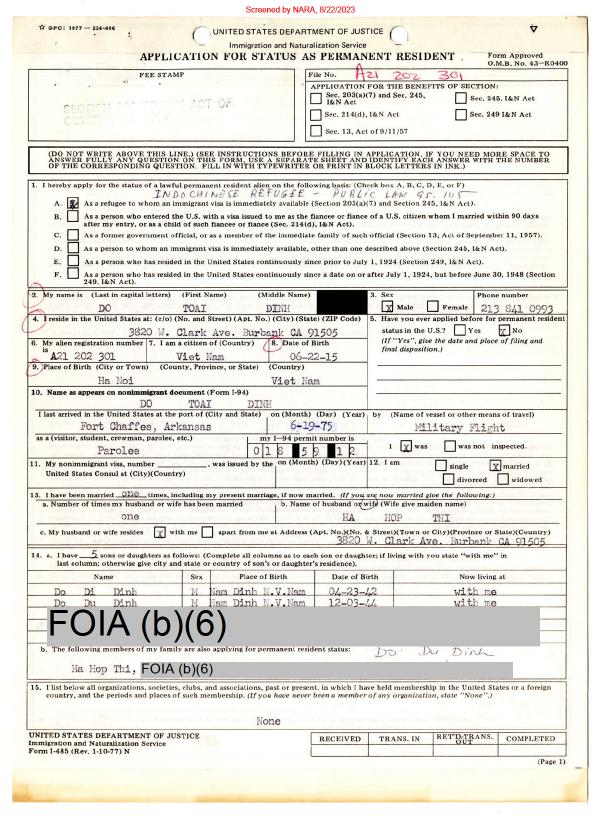 Screened by NARA, 8/22/2023
☆ GPO: 1977 — 226-406
UNITED STATES DEPARTMENT OF JUSTICE
Immigration and Naturalization Service
APPLICATION FOR STATUS AS PERMANENT RESIDENT
Form Approved
O.M.B. No. 43—R0400
FEE STAMP
File No. A21 202 301
APPLICATION FOR THE BENEFITS OF SECTION:
Sec. 203(a)(7) and Sec. 245, I&N Act
Sec. 245, I&N Act
Sec. 214(d), I&N Act
Sec. 249 I&N Act
Sec. 13, Act of 9/11/57
(DO NOT WRITE ABOVE THIS LINE.) (SEE INSTRUCTIONS BEFORE FILLING IN APPLICATION. IF YOU NEED MORE SPACE TO
ANSWER FULLY ANY QUESTION ON THIS FORM, USE A SEPARATE SHEET AND IDENTIFY EACH ANSWER WITH THE NUMBER
OF THE CORRESPONDING QUESTION. FILL IN WITH TYPEWRITER OR PRINT IN BLOCK LETTERS IN INK.)
1. I hereby apply for the status of a lawful permanent resident alien on the following basis: (Check box A, B, C, D, E, or F)
INDOCHINESE REFUGIE - PUBLIC LAW 95.145
A. X As a refugee to whom an immigrant visa is immediately available (Section 203(a)(7) and Section 245, I&N Act).
B. As a person who entered the U.S. with a visa issued to me as the fiancee or fiance of a U.S. citizen whom I married within 90 days
after my entry, or as a child of such fiancee or fiance (Sec. 214(d), I&N Act).
C. As a former government official, or as a member of the immediate family of such official (Section 13, Act of September 11, 1957).
D. As a person to whom an immigrant visa is immediately available, other than one described above (Section 245, I&N Act).
E. As a person who has resided in the United States continuously since prior to July 1, 1924 (Section 249, I&N Act).
F. As a person who has resided in the United States continuously since a date on or after July 1, 1924, but before June 30, 1948 (Section
249, I&N Act).
2. My name is (Last in capital letters) (First Name) (Middle Name)
DO TOAI DINH
3. Sex
X Male Female
Phone number
213 841 0993
4. I reside in the United States at: (c/o) (No. and Street) (Apt. No.) (City) (State) (ZIP Code)
3820 W. Clark Ave. Burbank CA 91505
5. Have you ever applied before for permanent resident
status in the U.S.? Yes X No
(If "Yes", give the date and place of filing and
final disposition.)
6. My alien registration number
is A21 202 301
7. I am a citizen of (Country)
Viet Nam
8. Date of Birth
06-22-15
9. Place of Birth (City or Town) (County, Province, or State) (Country)
Ha Noi Viet Nam
10. Name as appears on nonimmigrant document (Form I-94)
DO TOAI DINH
I last arrived in the United States at the port of (City and State) on (Month) (Day) (Year) by (Name of vessel or other means of travel)
Fort Chaffee, Arkansas 6-19-75 Military Flight
as a (visitor, student, crewman, parolee, etc.) my I-94 permit number is
Parolee 018 59 12
I X was was not inspected.
11. My nonimmigrant visa, number , was issued by the on (Month) (Day) (Year)
United States Consul at (City)(Country)
12. I am
single X married
divorced widowed
13. I have been married one times, including my present marriage, if now married. (If you are now married give the following:)
a. Number of times my husband or wife has been married
one
b. Name of husband or wife (Wife give maiden name)
HA HOP THI
c. My husband or wife resides X with me apart from me at Address (Apt. No.)(No. & Street)(Town or City)(Province or State)(Country)
3820 W. Clark Ave. Burbank CA 91505
14. a. I have 5 sons or daughters as follows: (Complete all columns as to each son or daughter; if living with you state "with me" in
last column; otherwise give city and state or country of son's or daughter's residence).
Name Sex Place of Birth Date of Birth Now living at
Do Di Dinh M Nam Dinh N.V.Nam 04-23-42 with me
Do Du Dinh M Nam Dinh N.V.Nam 12-03-44 with me
FOIA (b)(6)
b. The following members of my family are also applying for permanent resident status: Do Du Dinh
Ha Hop Thi, FOIA (b)(6)
15. I list below all organizations, societies, clubs, and associations, past or present, in which I have held membership in the United States or a foreign
country, and the periods and places of such membership. (If you have never been a member of any organization, state "None".)
None
UNITED STATES DEPARTMENT OF JUSTICE
Immigration and Naturalization Service
Form I-485 (Rev. 1-10-77) N
RECEIVED TRANS. IN RET'D-TRANS. OUT COMPLETED
(Page 1)